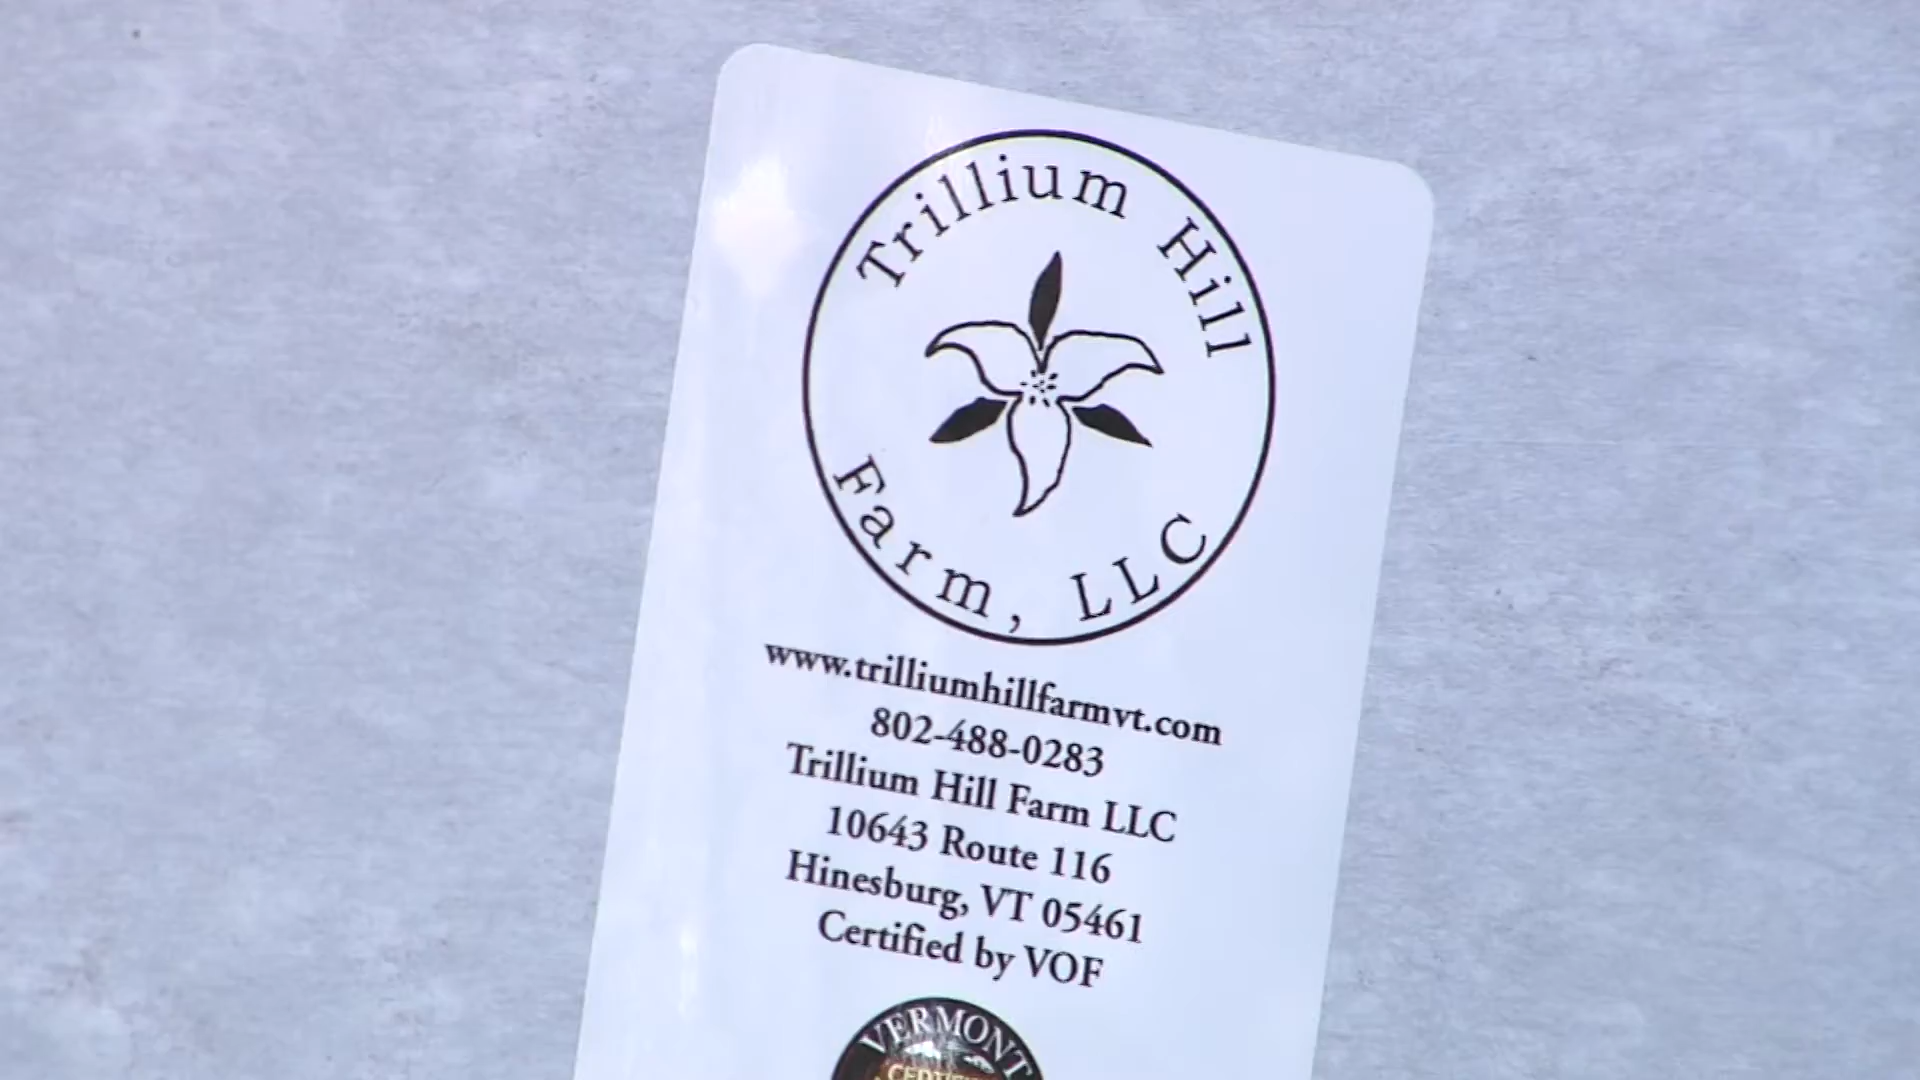 Trillium Hill
Farm, LLC
www.trilliumhillfarmvt.com
802-488-0283
Trillium Hill Farm LLC
10643 Route 116
Hinesburg, VT 05461
Certified by VOF
VERMONT